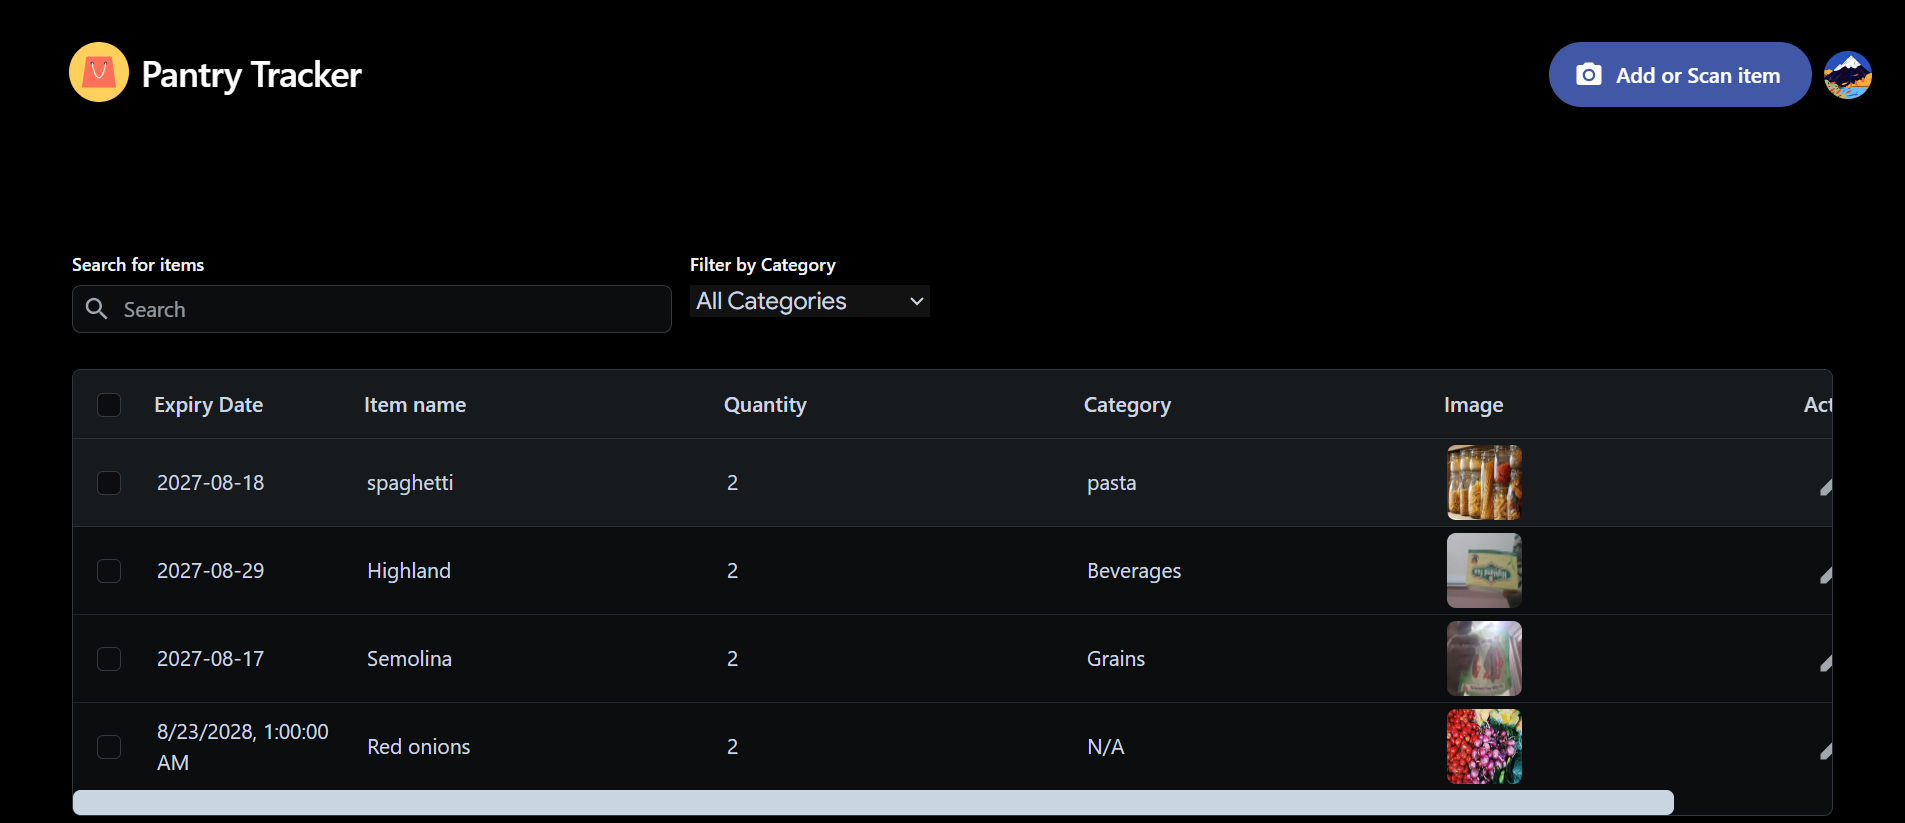 Pantry Tracker
Add or Scan item
Search for items
Filter by Category
Search
All Categories
Expiry Date Item name Quantity Category Image Act
2027-08-18 spaghetti 2 pasta
2027-08-29 Highland 2 Beverages
2027-08-17 Semolina 2 Grains
8/23/2028, 1:00:00
AM Red onions 2 N/A